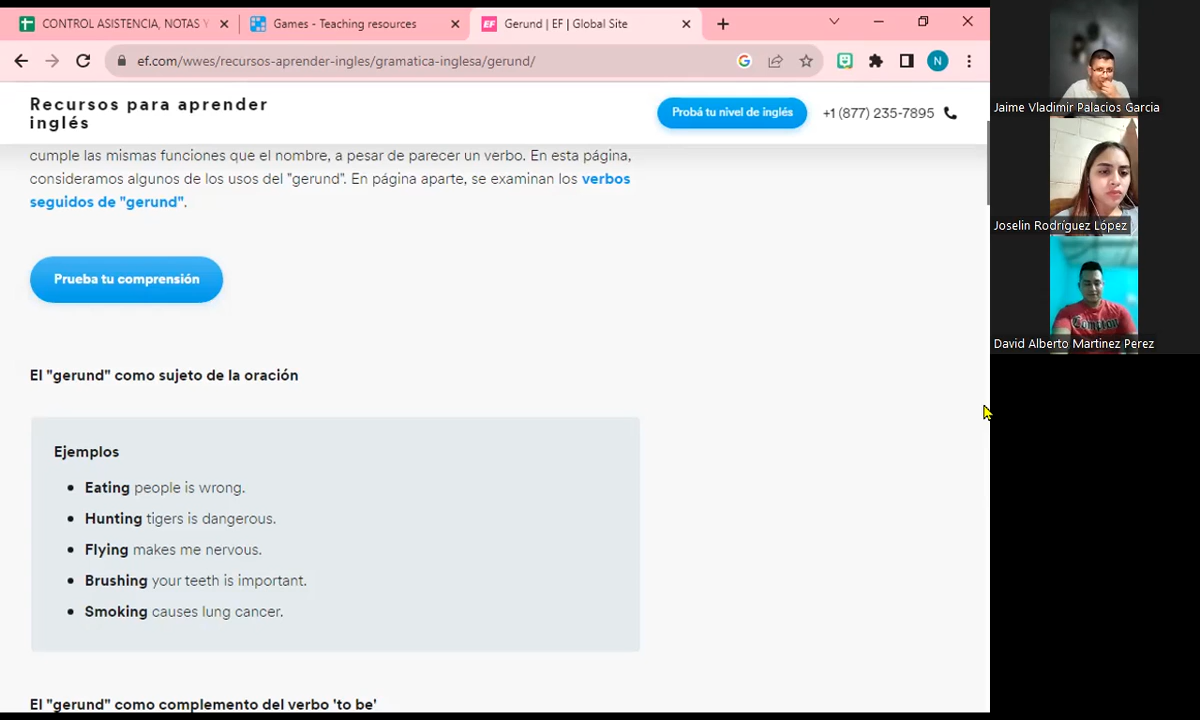 CONTROL ASISTENCIA, NOTAS Y
Games - Teaching resources
EF Gerund | EF | Global Site
ef.com/wwes/recursos-aprender-ingles/gramatica-inglesa/gerund/
N
Recursos para aprender
inglés
Probá tu nivel de inglés
+1 (877) 235-7895
cumple las mismas funciones que el nombre, a pesar de parecer un verbo. En esta página,
consideramos algunos de los usos del "gerund". En página aparte, se examinan los verbos
seguidos de "gerund".
Prueba tu comprensión
El "gerund" como sujeto de la oración
Ejemplos
• Eating people is wrong.
• Hunting tigers is dangerous.
• Flying makes me nervous.
• Brushing your teeth is important.
• Smoking causes lung cancer.
El "gerund" como complemento del verbo 'to be'
Jaime Vladimir Palacios Garcia
Joselin Rodríguez López
David Alberto Martinez Perez